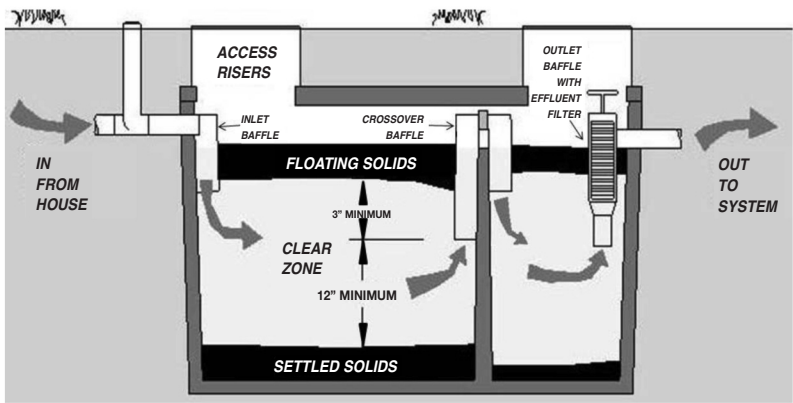 ACCESS
RISERS
OUTLET
BAFFLE
WITH
EFFLUENT
FILTER
INLET
BAFFLE
CROSSOVER
BAFFLE
IN
FROM
HOUSE
FLOATING SOLIDS
OUT
TO
SYSTEM
3" MINIMUM
CLEAR
ZONE
12" MINIMUM
SETTLED SOLIDS